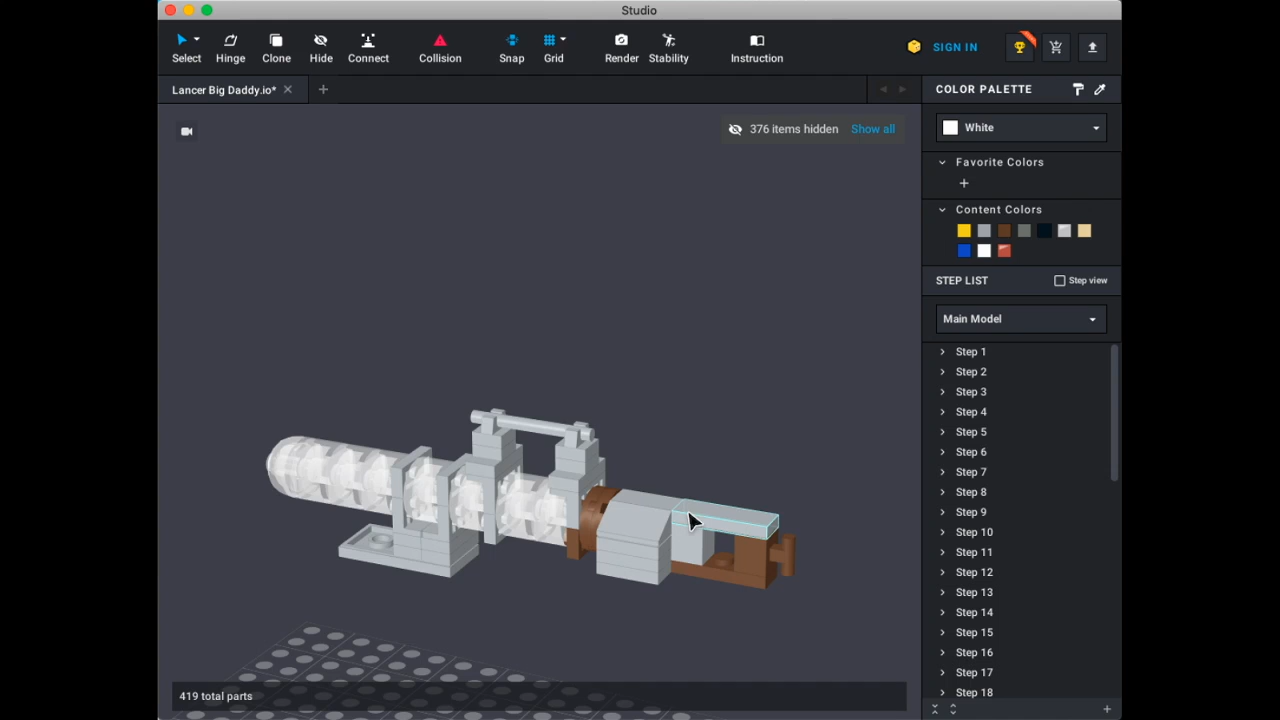 Studio
Select
Hinge
Clone
Hide
Connect
Collision
Snap
Grid
Render
Stability
Instruction
SIGN IN
Lancer Big Daddy.io*
COLOR PALETTE
376 items hidden Show all
White
Favorite Colors
Content Colors
STEP LIST
Step view
Main Model
Step 1
Step 2
Step 3
Step 4
Step 5
Step 6
Step 7
Step 8
Step 9
Step 10
Step 11
Step 12
Step 13
Step 14
Step 15
Step 16
Step 17
Step 18
419 total parts